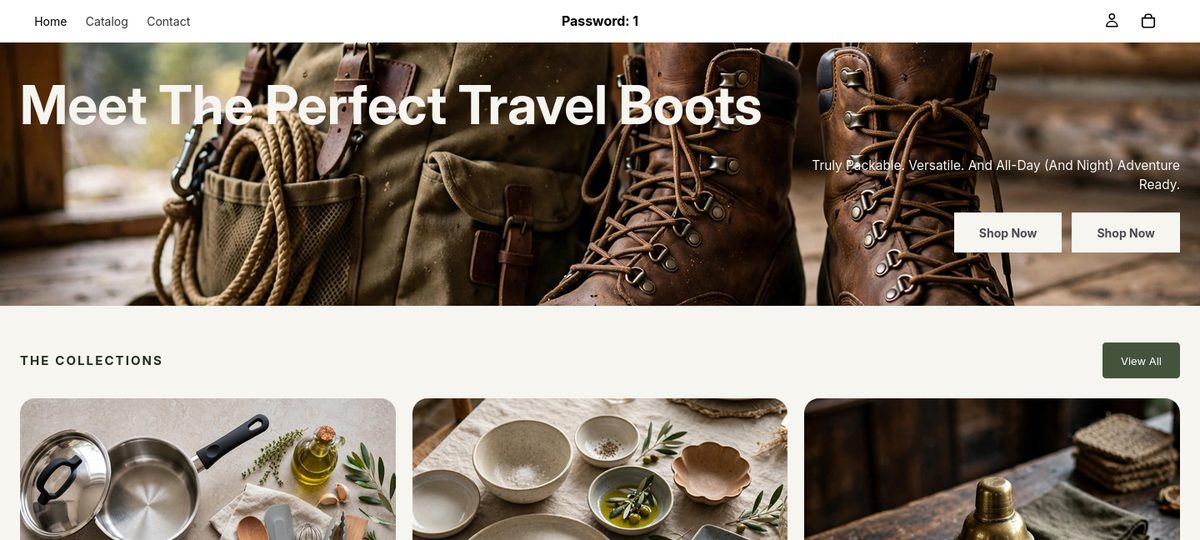 Home Catalog Contact
Password: 1
Meet The Perfect Travel Boots
Truly Packable. Versatile. And All-Day (And Night) Adventure
Ready.
Shop Now
Shop Now
THE COLLECTIONS
View All